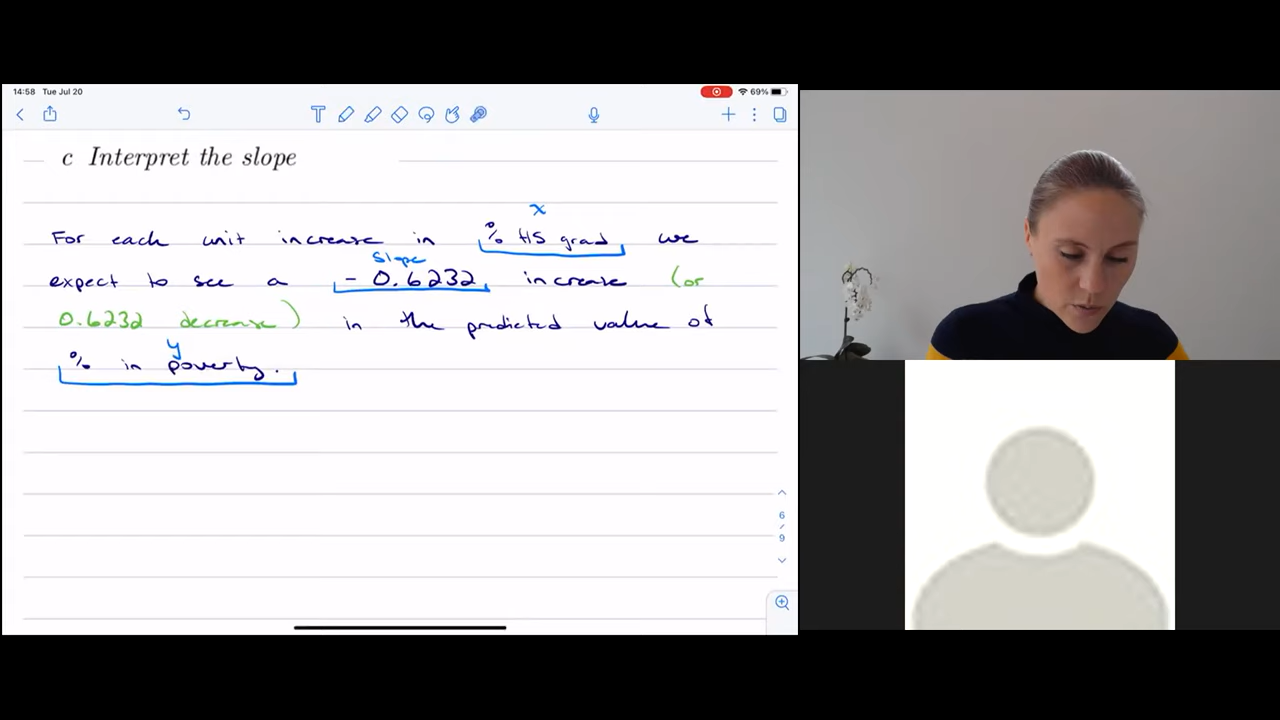 14:58 Tue Jul 20
69%
T
c Interpret the slope
x
For each unit increase in % HS grad we
slope
expect to see a - 0.6232 increase (or
0.6232 decrease) in the predicted value of
y
% in poverty.
6
/
9